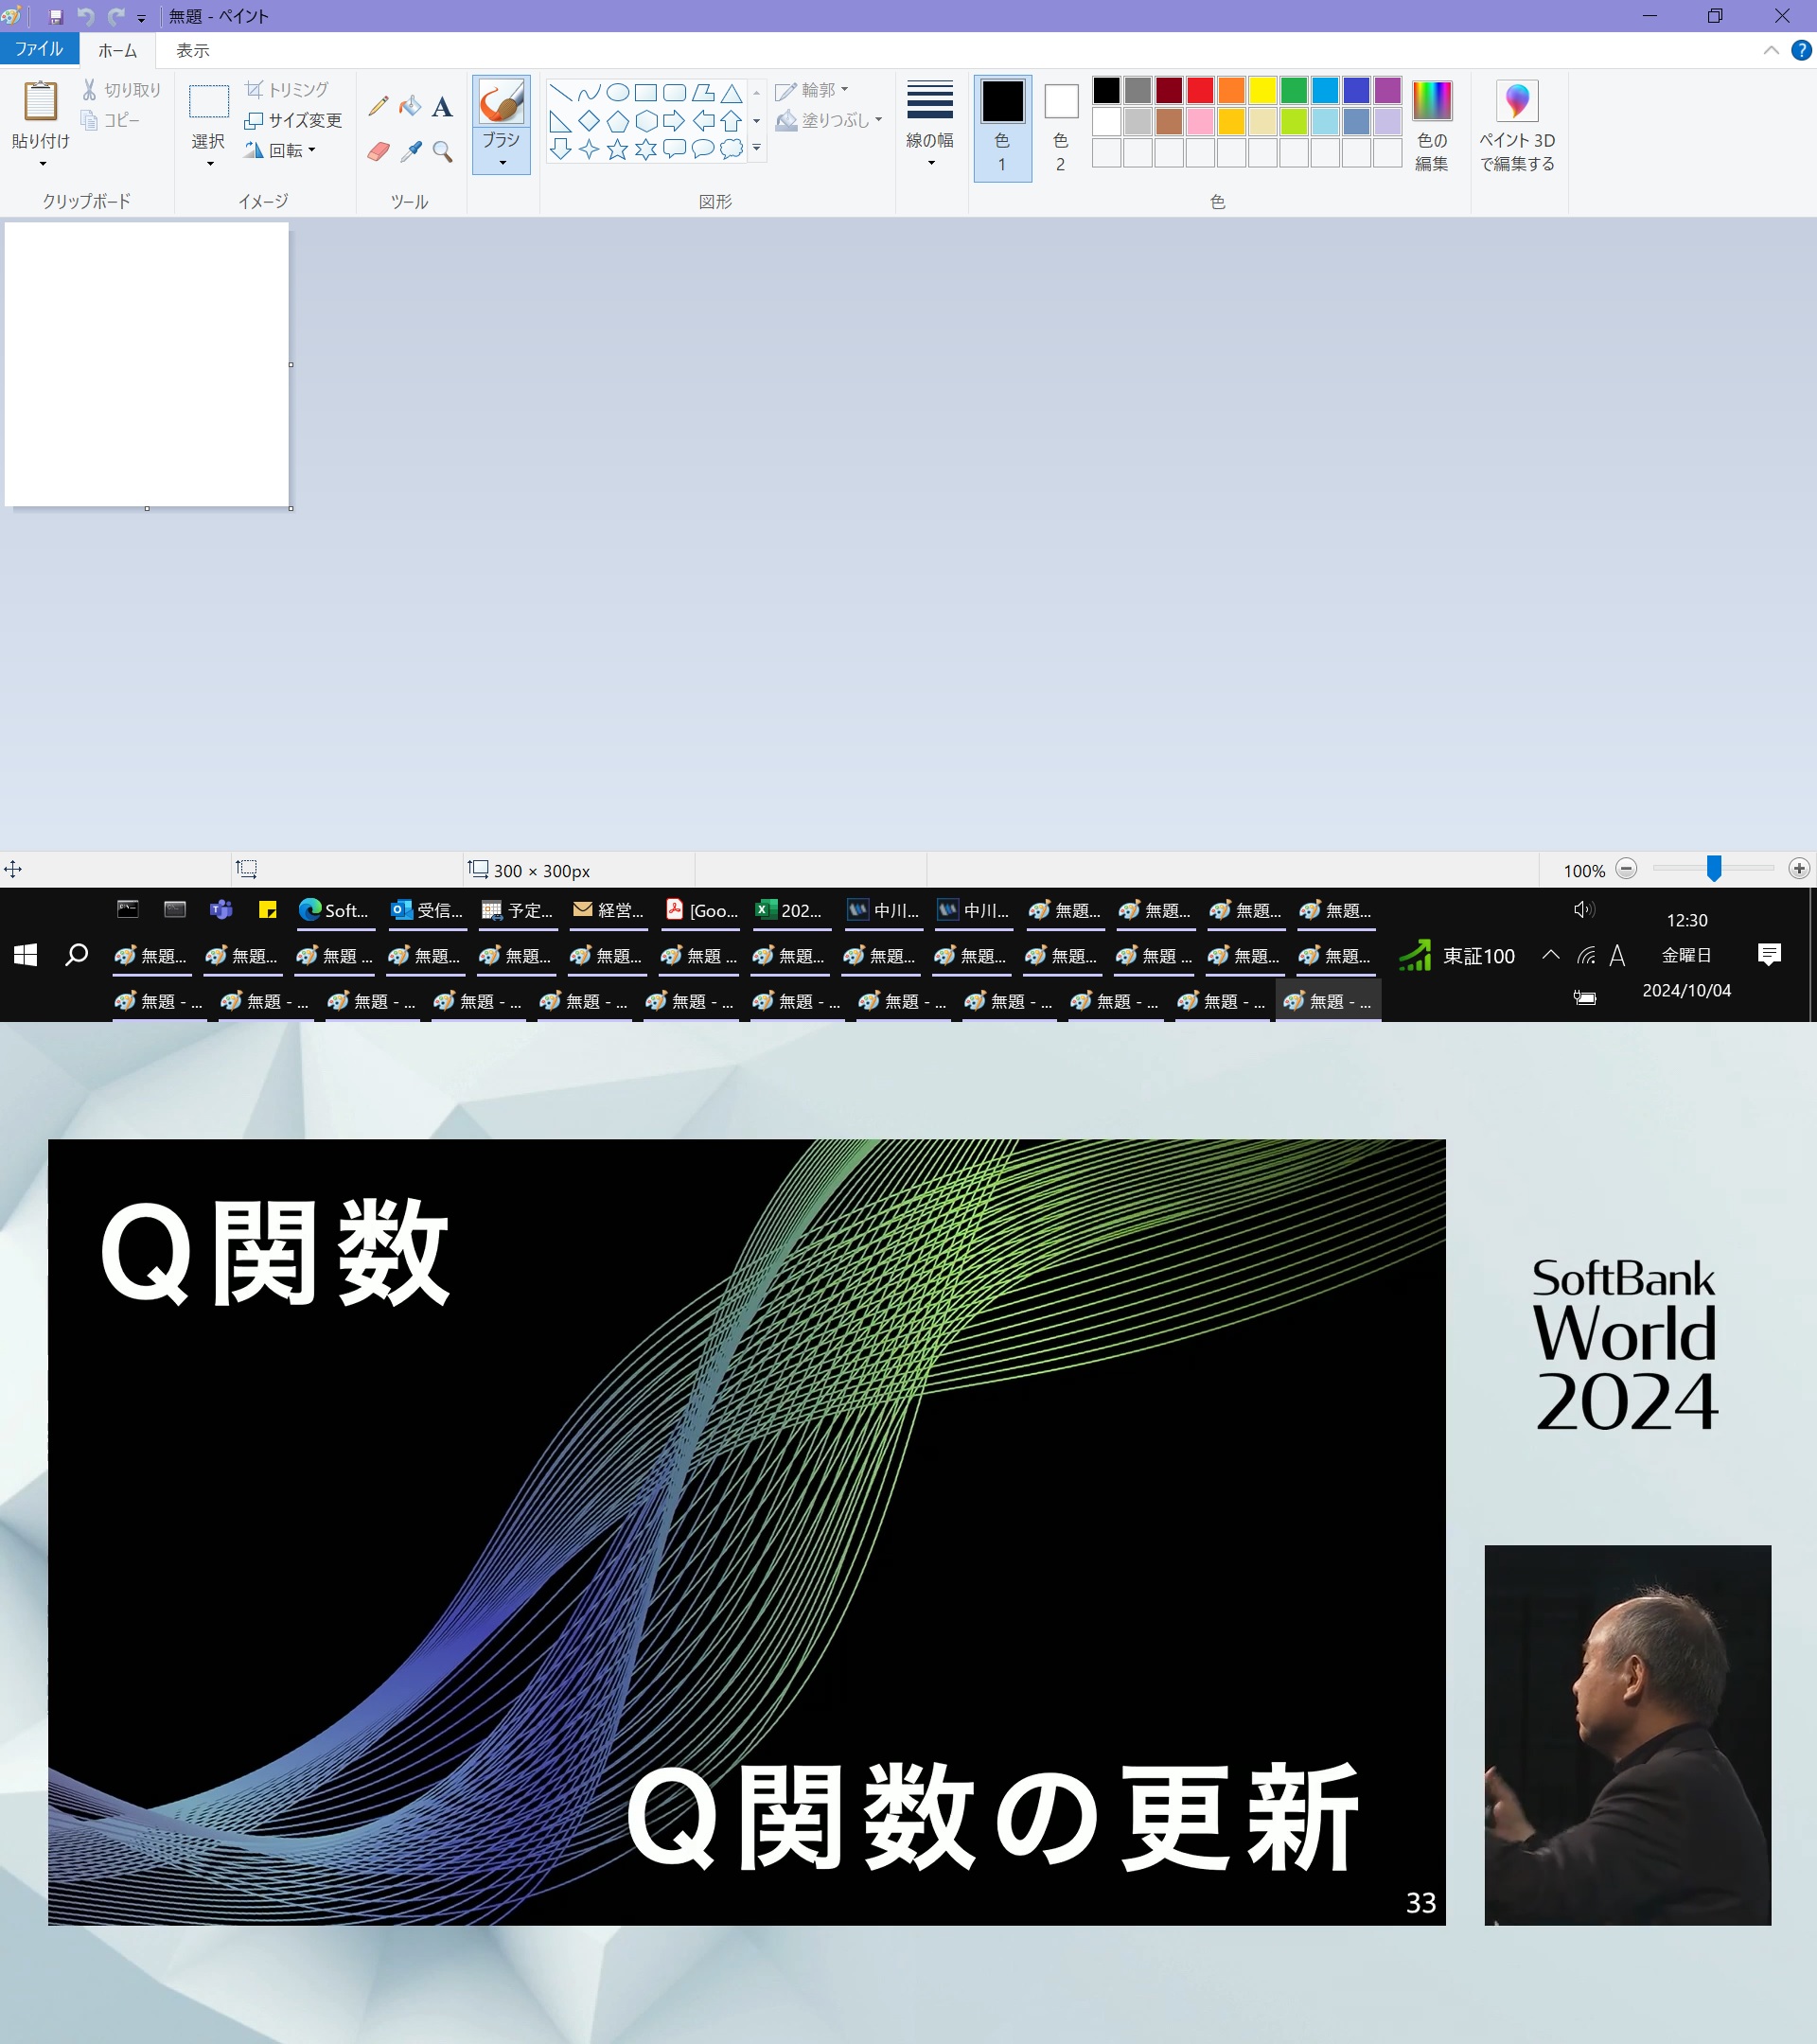 無題 - ペイント
ファイル ホーム 表示
貼り付け
切り取り
コピー
クリップボード
選択
トリミング
サイズ変更
回転
イメージ
A
ツール
ブラシ
図形
輪郭
塗りつぶし
線の幅
色
1
色
2
色の
編集
色
ペイント 3D
で編集する
300 × 300px
100%
Soft... 受信... 予定... 経営... [Goo... 202... 中川... 中川... 無題... 無題... 無題... 無題...
無題... 無題... 無題 ... 無題... 無題... 無題... 無題 ... 無題... 無題... 無題... 無題... 無題 ... 無題... 無題...
無題 - ... 無題 - ... 無題 - ... 無題 - ... 無題 - ... 無題 - ... 無題 - ... 無題 - ... 無題 - ... 無題 - ... 無題 - ... 無題 - ...
東証100
A
12:30
金曜日
2024/10/04
Q関数
Q関数の更新
33
SoftBank
World
2024